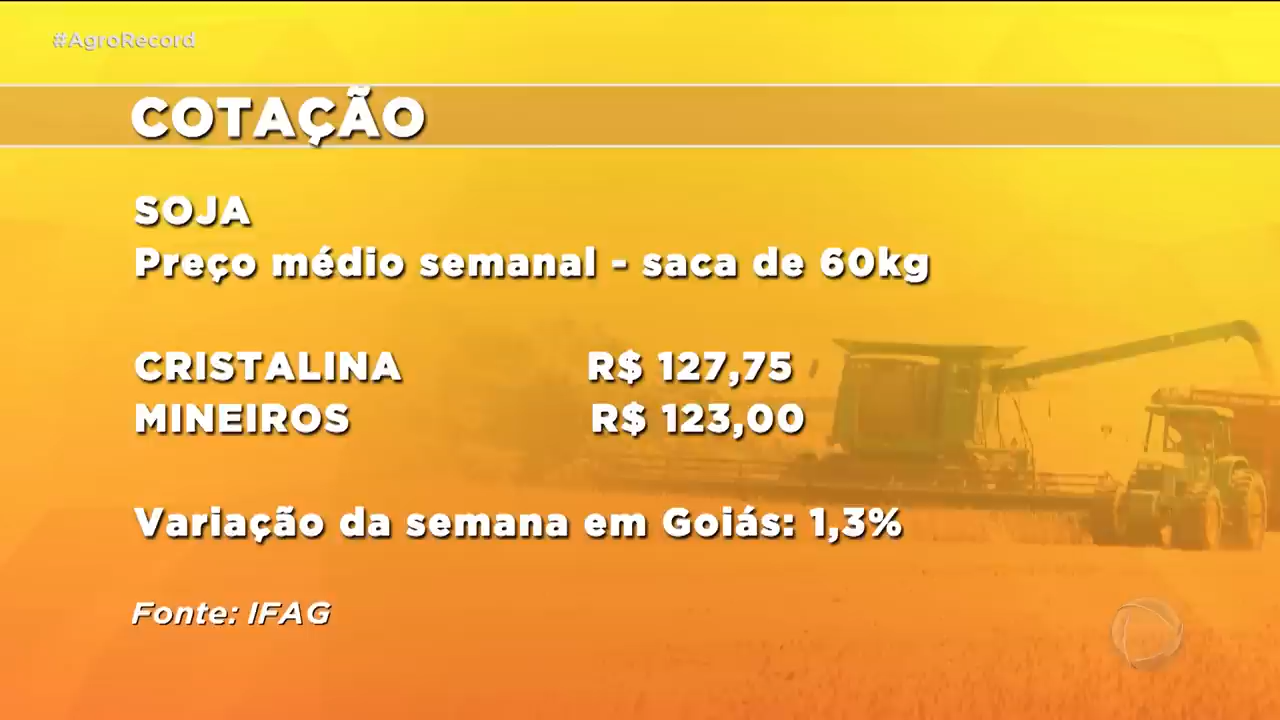 #AgroRecord
COTAÇÃO
SOJA
Preço médio semanal - saca de 60kg
CRISTALINA R$ 127,75
MINEIROS R$ 123,00
Variação da semana em Goiás: 1,3%
Fonte: IFAG